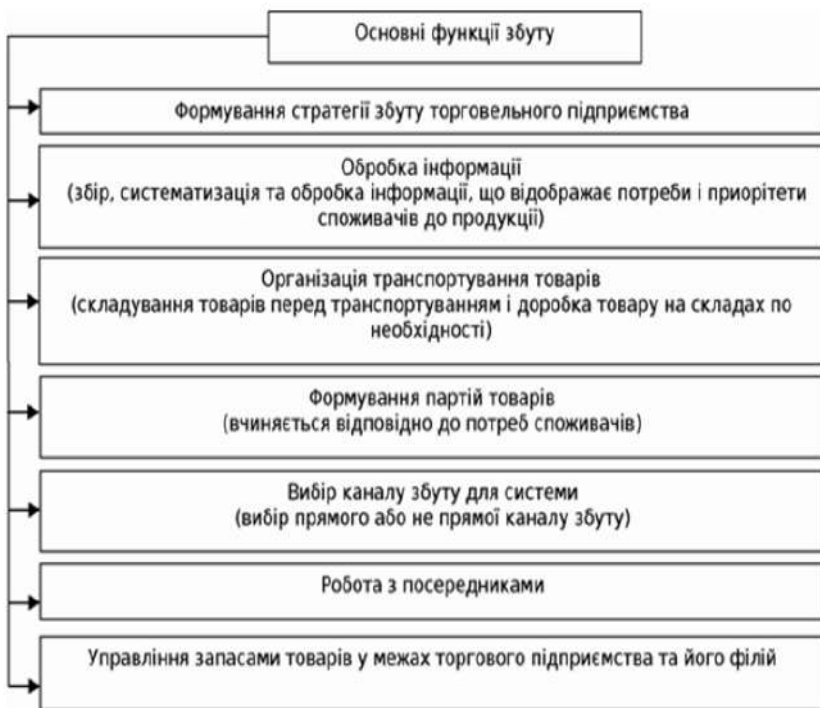 Основні функції збуту
Формування стратегії збуту торговельного підприємства
Обробка інформації
(збір, систематизація та обробка інформації, що відображає потреби і приорітети
споживачів до продукції)
Організація транспортування товарів
(складування товарів перед транспортуванням і доробка товару на складах по
необхідності)
Формування партій товарів
(вчиняється відповідно до потреб споживачів)
Вибір каналу збуту для системи
(вибір прямого або не прямої каналу збуту)
Робота з посередниками
Управління запасами товарів у межах торгового підприємства та його філій